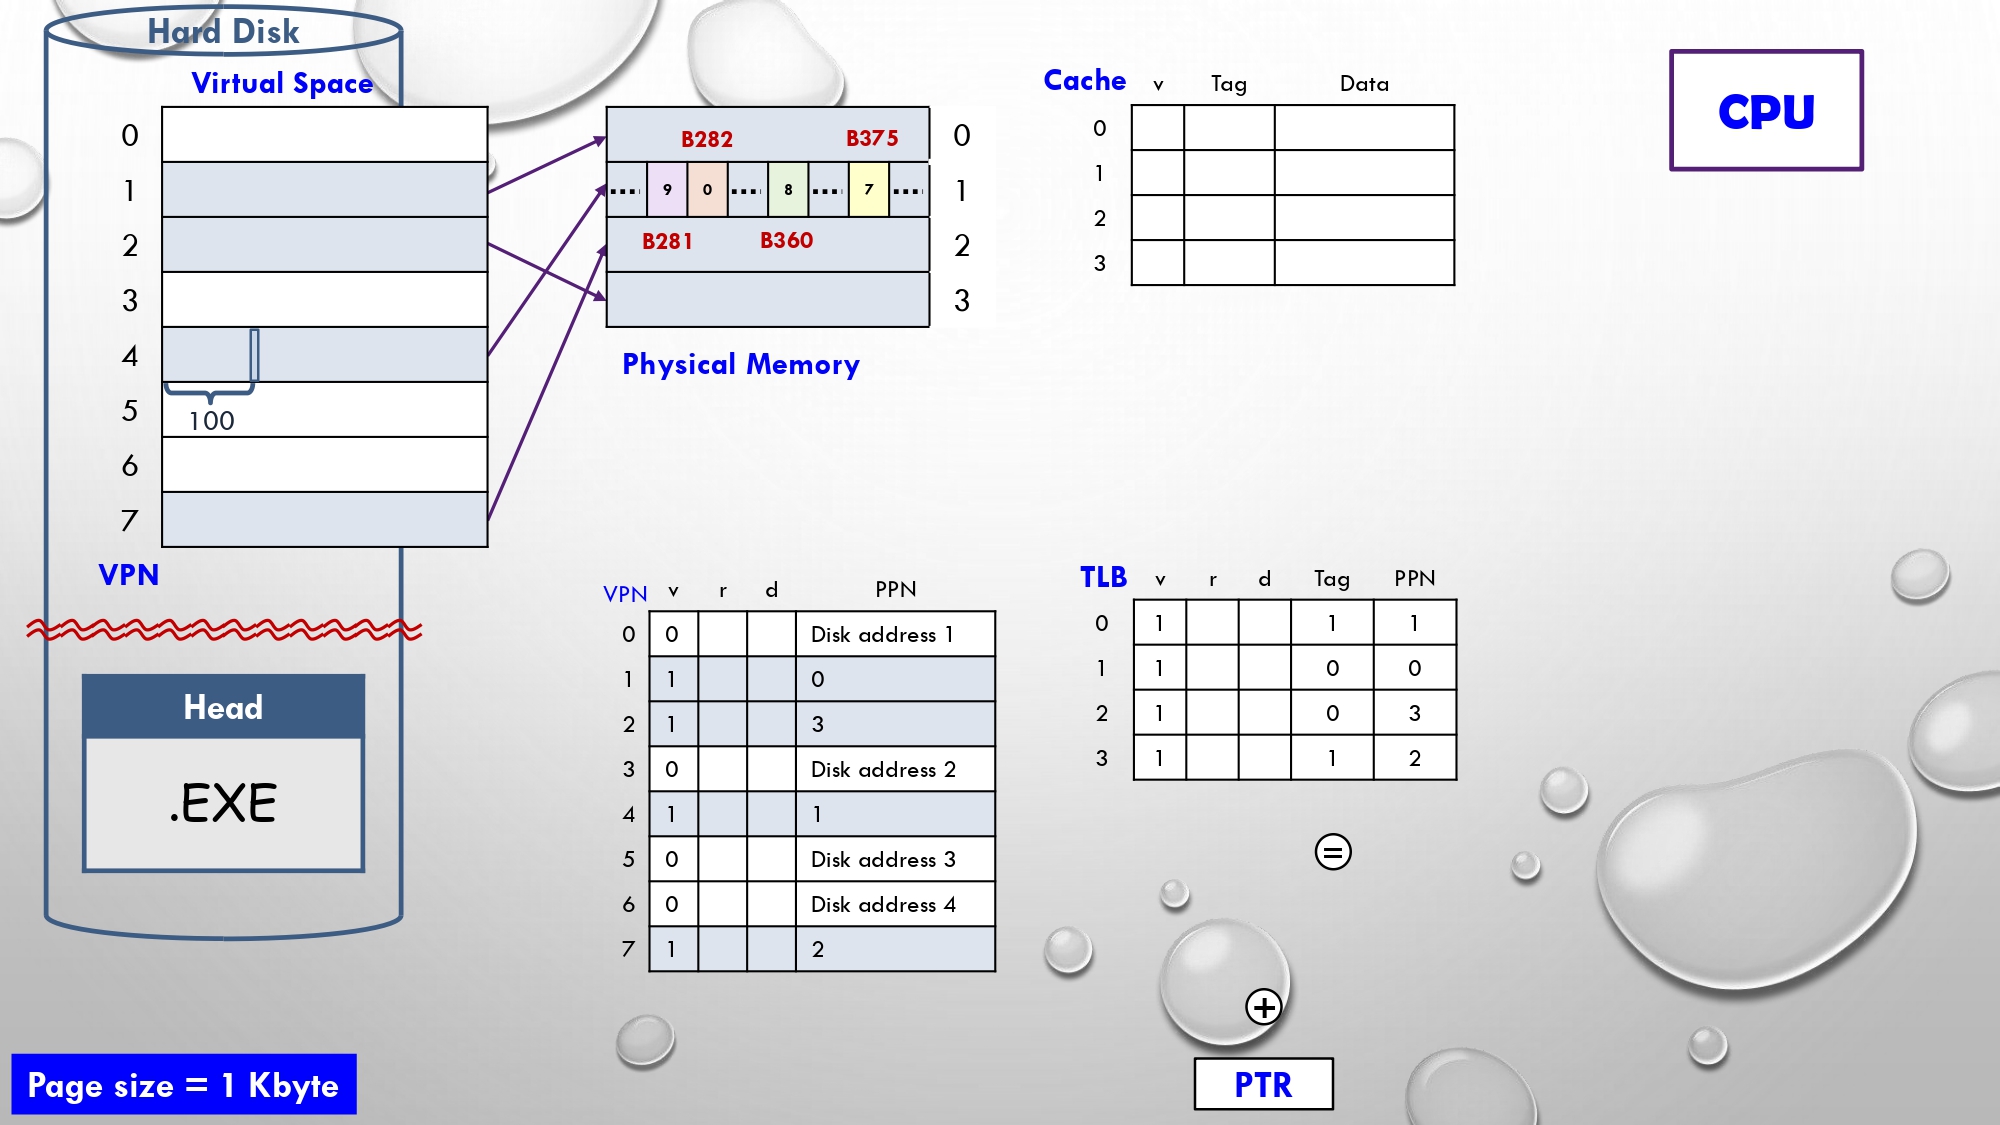 Hard Disk
Virtual Space
0
1
2
3
4
100
5
6
7
VPN
Head
.EXE
Page size = 1 Kbyte
B282 B375
0
.... 9 0 .... 8 .... 7 ....
1
B281 B360
2
3
Physical Memory
VPN v r d PPN
0 0 Disk address 1
1 1 0
2 1 3
3 0 Disk address 2
4 1 1
5 0 Disk address 3
6 0 Disk address 4
7 1 2
Cache v Tag Data
0
1
2
3
CPU
TLB v r d Tag PPN
0 1 1 1
1 1 0 0
2 1 0 3
3 1 1 2
=
+
PTR